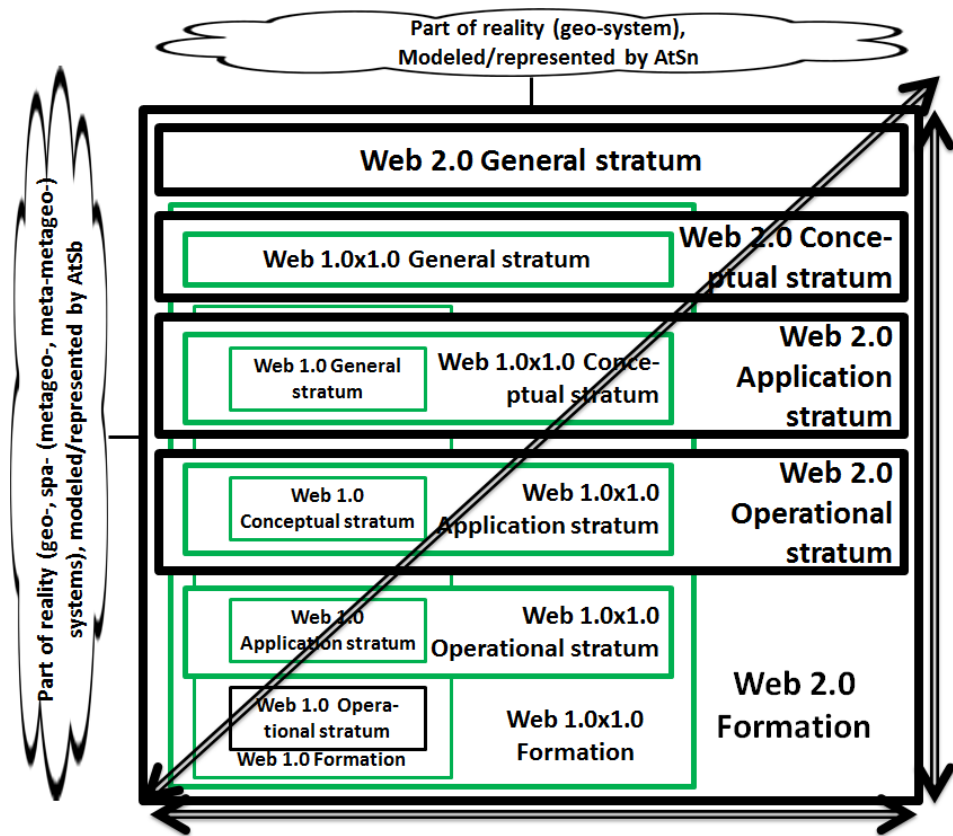 Part of reality (geo-system),
Modeled/represented by AtSn
Part of reality (geo-, spa- (metageo-, meta-metageo-)
systems), modeled/represented by AtSb
Web 2.0 General stratum
Web 1.0x1.0 General stratum
Web 2.0 Conce-
ptual stratum
Web 1.0 General
stratum
Web 1.0x1.0 Conce-
ptual stratum
Web 2.0
Application
stratum
Web 1.0
Conceptual stratum
Web 1.0x1.0
Application stratum
Web 2.0
Operational
stratum
Web 1.0
Application stratum
Web 1.0x1.0
Operational stratum
Web 1.0 Opera-
tional stratum
Web 1.0 Formation
Web 1.0x1.0
Formation
Web 2.0
Formation